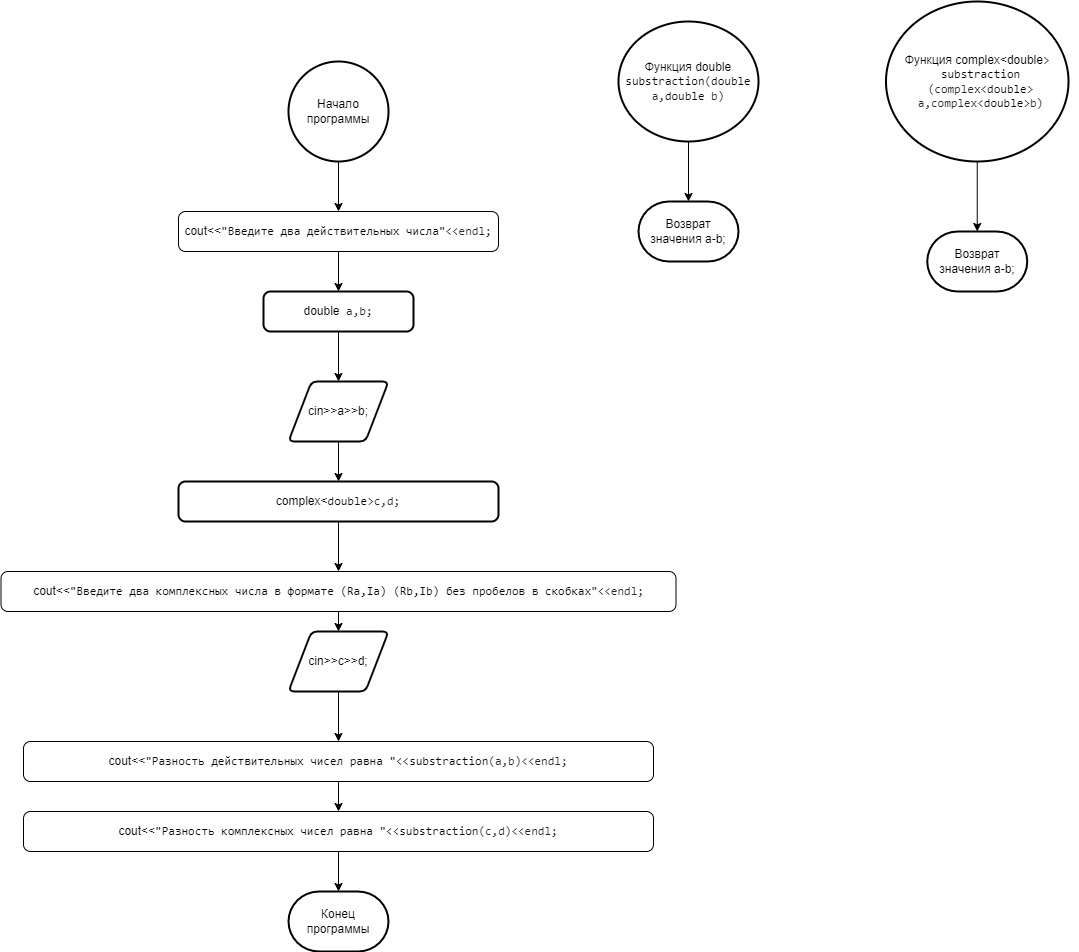 Начало
программы
cout<<"Введите два действительных числа"<<endl;
double a,b;
cin>>a>>b;
complex<double>c,d;
cout<<"Введите два комплексных числа в формате (Ra,Ia) (Rb,Ib) без пробелов в скобках"<<endl;
cin>>c>>d;
cout<<"Разность действительных чисел равна "<<substraction(a,b)<<endl;
cout<<"Разность комплексных чисел равна "<<substraction(c,d)<<endl;
Конец
программы
Функция double
substraction(double
a,double b)
Возврат
значения a-b;
Функция complex<double>
substraction
(complex<double>
a,complex<double>b)
Возврат
значения a-b;